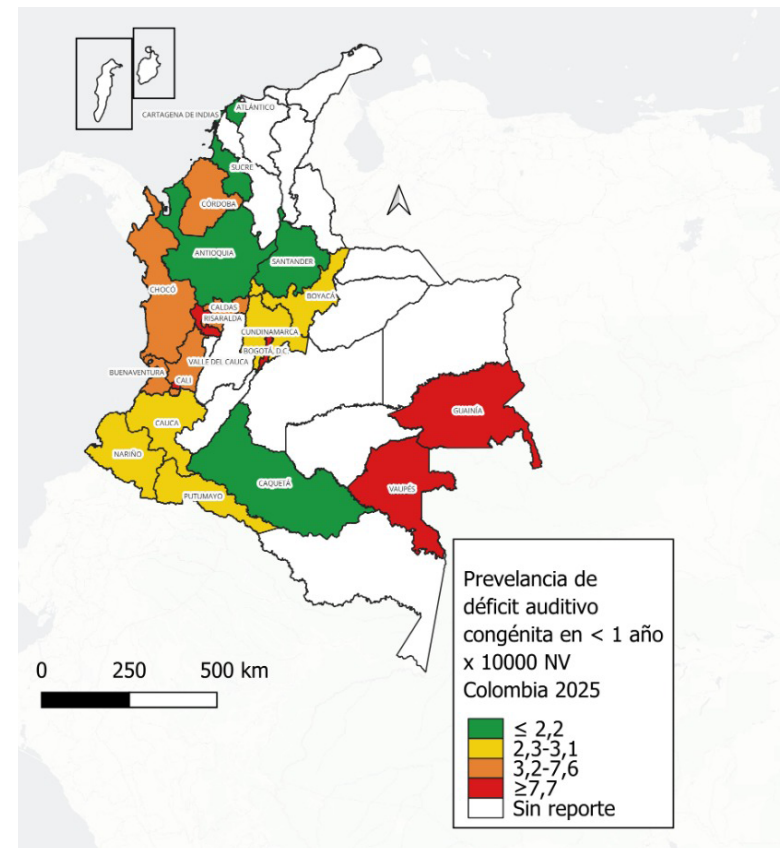 ATLÁNTICO
CARTAGENA DE INDIAS
SUCRE
CÓRDOBA
ANTIOQUIA
SANTANDER
CHOCÓ
BOYACÁ
CALDAS
RISARALDA
CUNDINAMARCA
BOGOTÁ, D.C.
VALLE DEL CAUCA
BUENAVENTURA
CALI
GUAINÍA
CAUCA
NARIÑO
CAQUETÁ
VAUPÉS
PUTUMAYO
Prevelancia de
déficit auditivo
congénita en < 1 año
x 10000 NV
Colombia 2025
≤ 2,2
2,3-3,1
3,2-7,6
≥7,7
Sin reporte
0 250 500 km